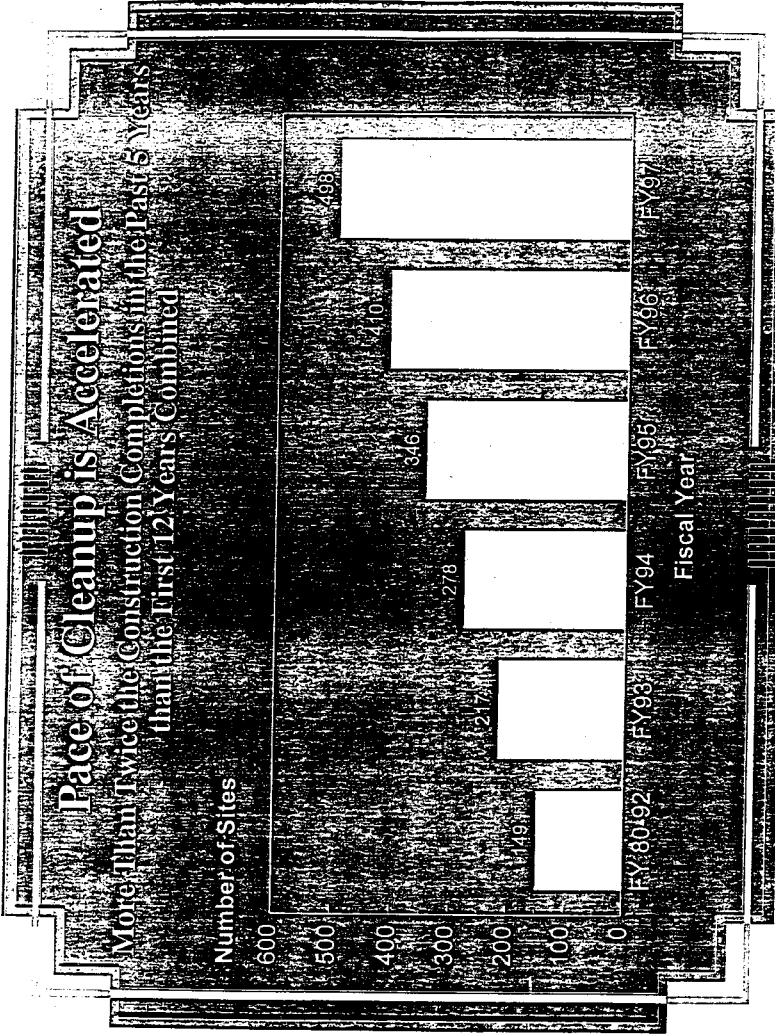 Pace of Cleanup is Accelerated
More Than Twice the Construction Completions in the Past 5 Years
than the First 12 Years Combined
Number of Sites
600
500
400
300
200
100
0
149
217
278
346
410
498
FY 80-92
FY93
FY94
FY95
FY96
FY97
Fiscal Year